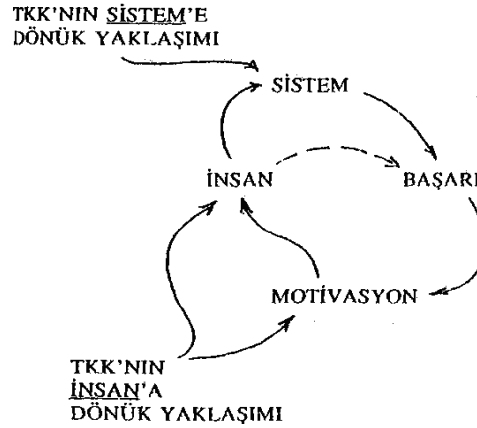 TKK'NIN SİSTEM'E
DÖNÜK YAKLAŞIMI
SİSTEM
İNSAN
BAŞARI
MOTİVASYON
TKK'NIN
İNSAN'A
DÖNÜK YAKLAŞIMI